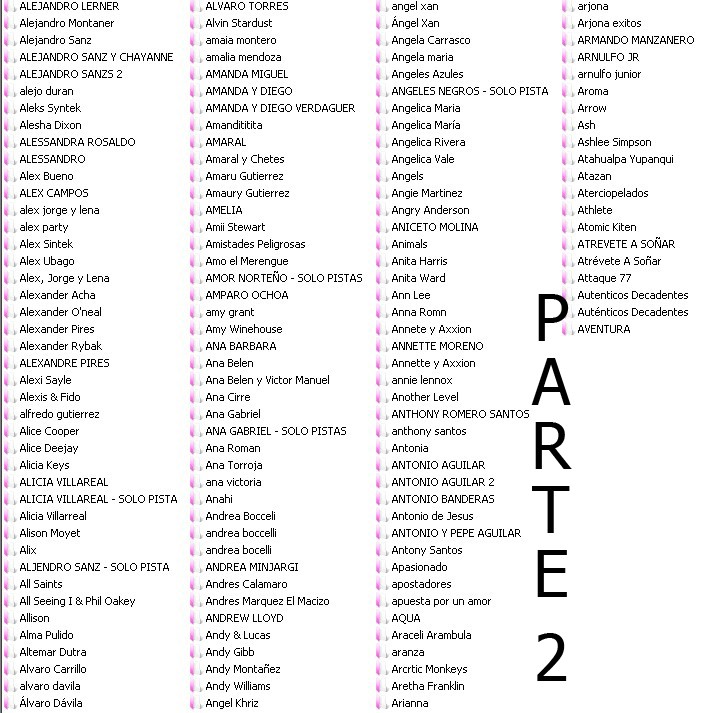 ALEJANDRO LERNER
Alejandro Montaner
Alejandro Sanz
ALEJANDRO SANZ Y CHAYANNE
ALEJANDRO SANZS 2
alejo duran
Aleks Syntek
Alesha Dixon
ALESSANDRA ROSALDO
ALESSANDRO
Alex Bueno
ALEX CAMPOS
alex jorge y lena
alex party
Alex Sintek
Alex Ubago
Alex, Jorge y Lena
Alexander Acha
Alexander O'neal
Alexander Pires
Alexander Rybak
ALEXANDRE PIRES
Alexi Sayle
Alexis & Fido
alfredo gutierrez
Alice Cooper
Alice Deejay
Alicia Keys
ALICIA VILLAREAL
ALICIA VILLAREAL - SOLO PISTA
Alicia Villarreal
Alison Moyet
Alix
ALJENDRO SANZ - SOLO PISTA
All Saints
All Seeing I & Phil Oakey
Allison
Alma Pulido
Altemar Dutra
Alvaro Carrillo
alvaro davila
Álvaro Dávila
ALVARO TORRES
Alvin Stardust
amaia montero
amalia mendoza
AMANDA MIGUEL
AMANDA Y DIEGO
AMANDA Y DIEGO VERDAGUER
Amandititita
AMARAL
Amaral y Chetes
Amaru Gutierrez
Amaury Gutierrez
AMELIA
Amii Stewart
Amistades Peligrosas
Amo el Merengue
AMOR NORTEÑO - SOLO PISTAS
AMPARO OCHOA
amy grant
Amy Winehouse
ANA BARBARA
Ana Belen
Ana Belen y Victor Manuel
Ana Cirre
Ana Gabriel
ANA GABRIEL - SOLO PISTAS
Ana Roman
Ana Torroja
ana victoria
Anahi
Andrea Bocceli
andrea boccelli
andrea bocelli
ANDREA MINJARGI
Andres Calamaro
Andres Marquez El Macizo
ANDREW LLOYD
Andy & Lucas
Andy Gibb
Andy Montañez
Andy Williams
Angel Khriz
angel xan
Ángel Xan
Angela Carrasco
Angela maria
Angeles Azules
ANGELES NEGROS - SOLO PISTA
Angelica Maria
Angelica María
Angelica Rivera
Angelica Vale
Angels
Angie Martinez
Angry Anderson
ANICETO MOLINA
Animals
Anita Harris
Anita Ward
Ann Lee
Anna Romn
Annete y Axxion
ANNETTE MORENO
Annette y Axxion
annie lennox
Another Level
ANTHONY ROMERO SANTOS
anthony santos
Antonia
ANTONIO AGUILAR
ANTONIO AGUILAR 2
ANTONIO BANDERAS
Antonio de Jesus
ANTONIO Y PEPE AGUILAR
Antony Santos
Apasionado
apostadores
apuesta por un amor
AQUA
Araceli Arambula
aranza
Arcrtic Monkeys
Aretha Franklin
Arianna
arjona
Arjona exitos
ARMANDO MANZANERO
ARNULFO JR
arnulfo junior
Aroma
Arrow
Ash
Ashlee Simpson
Atahualpa Yupanqui
Atazan
Aterciopelados
Athlete
Atomic Kiten
ATREVETE A SOÑAR
Atrévete A Soñar
Attaque 77
Autenticos Decadentes
Auténticos Decadentes
AVENTURA
PARTE 2